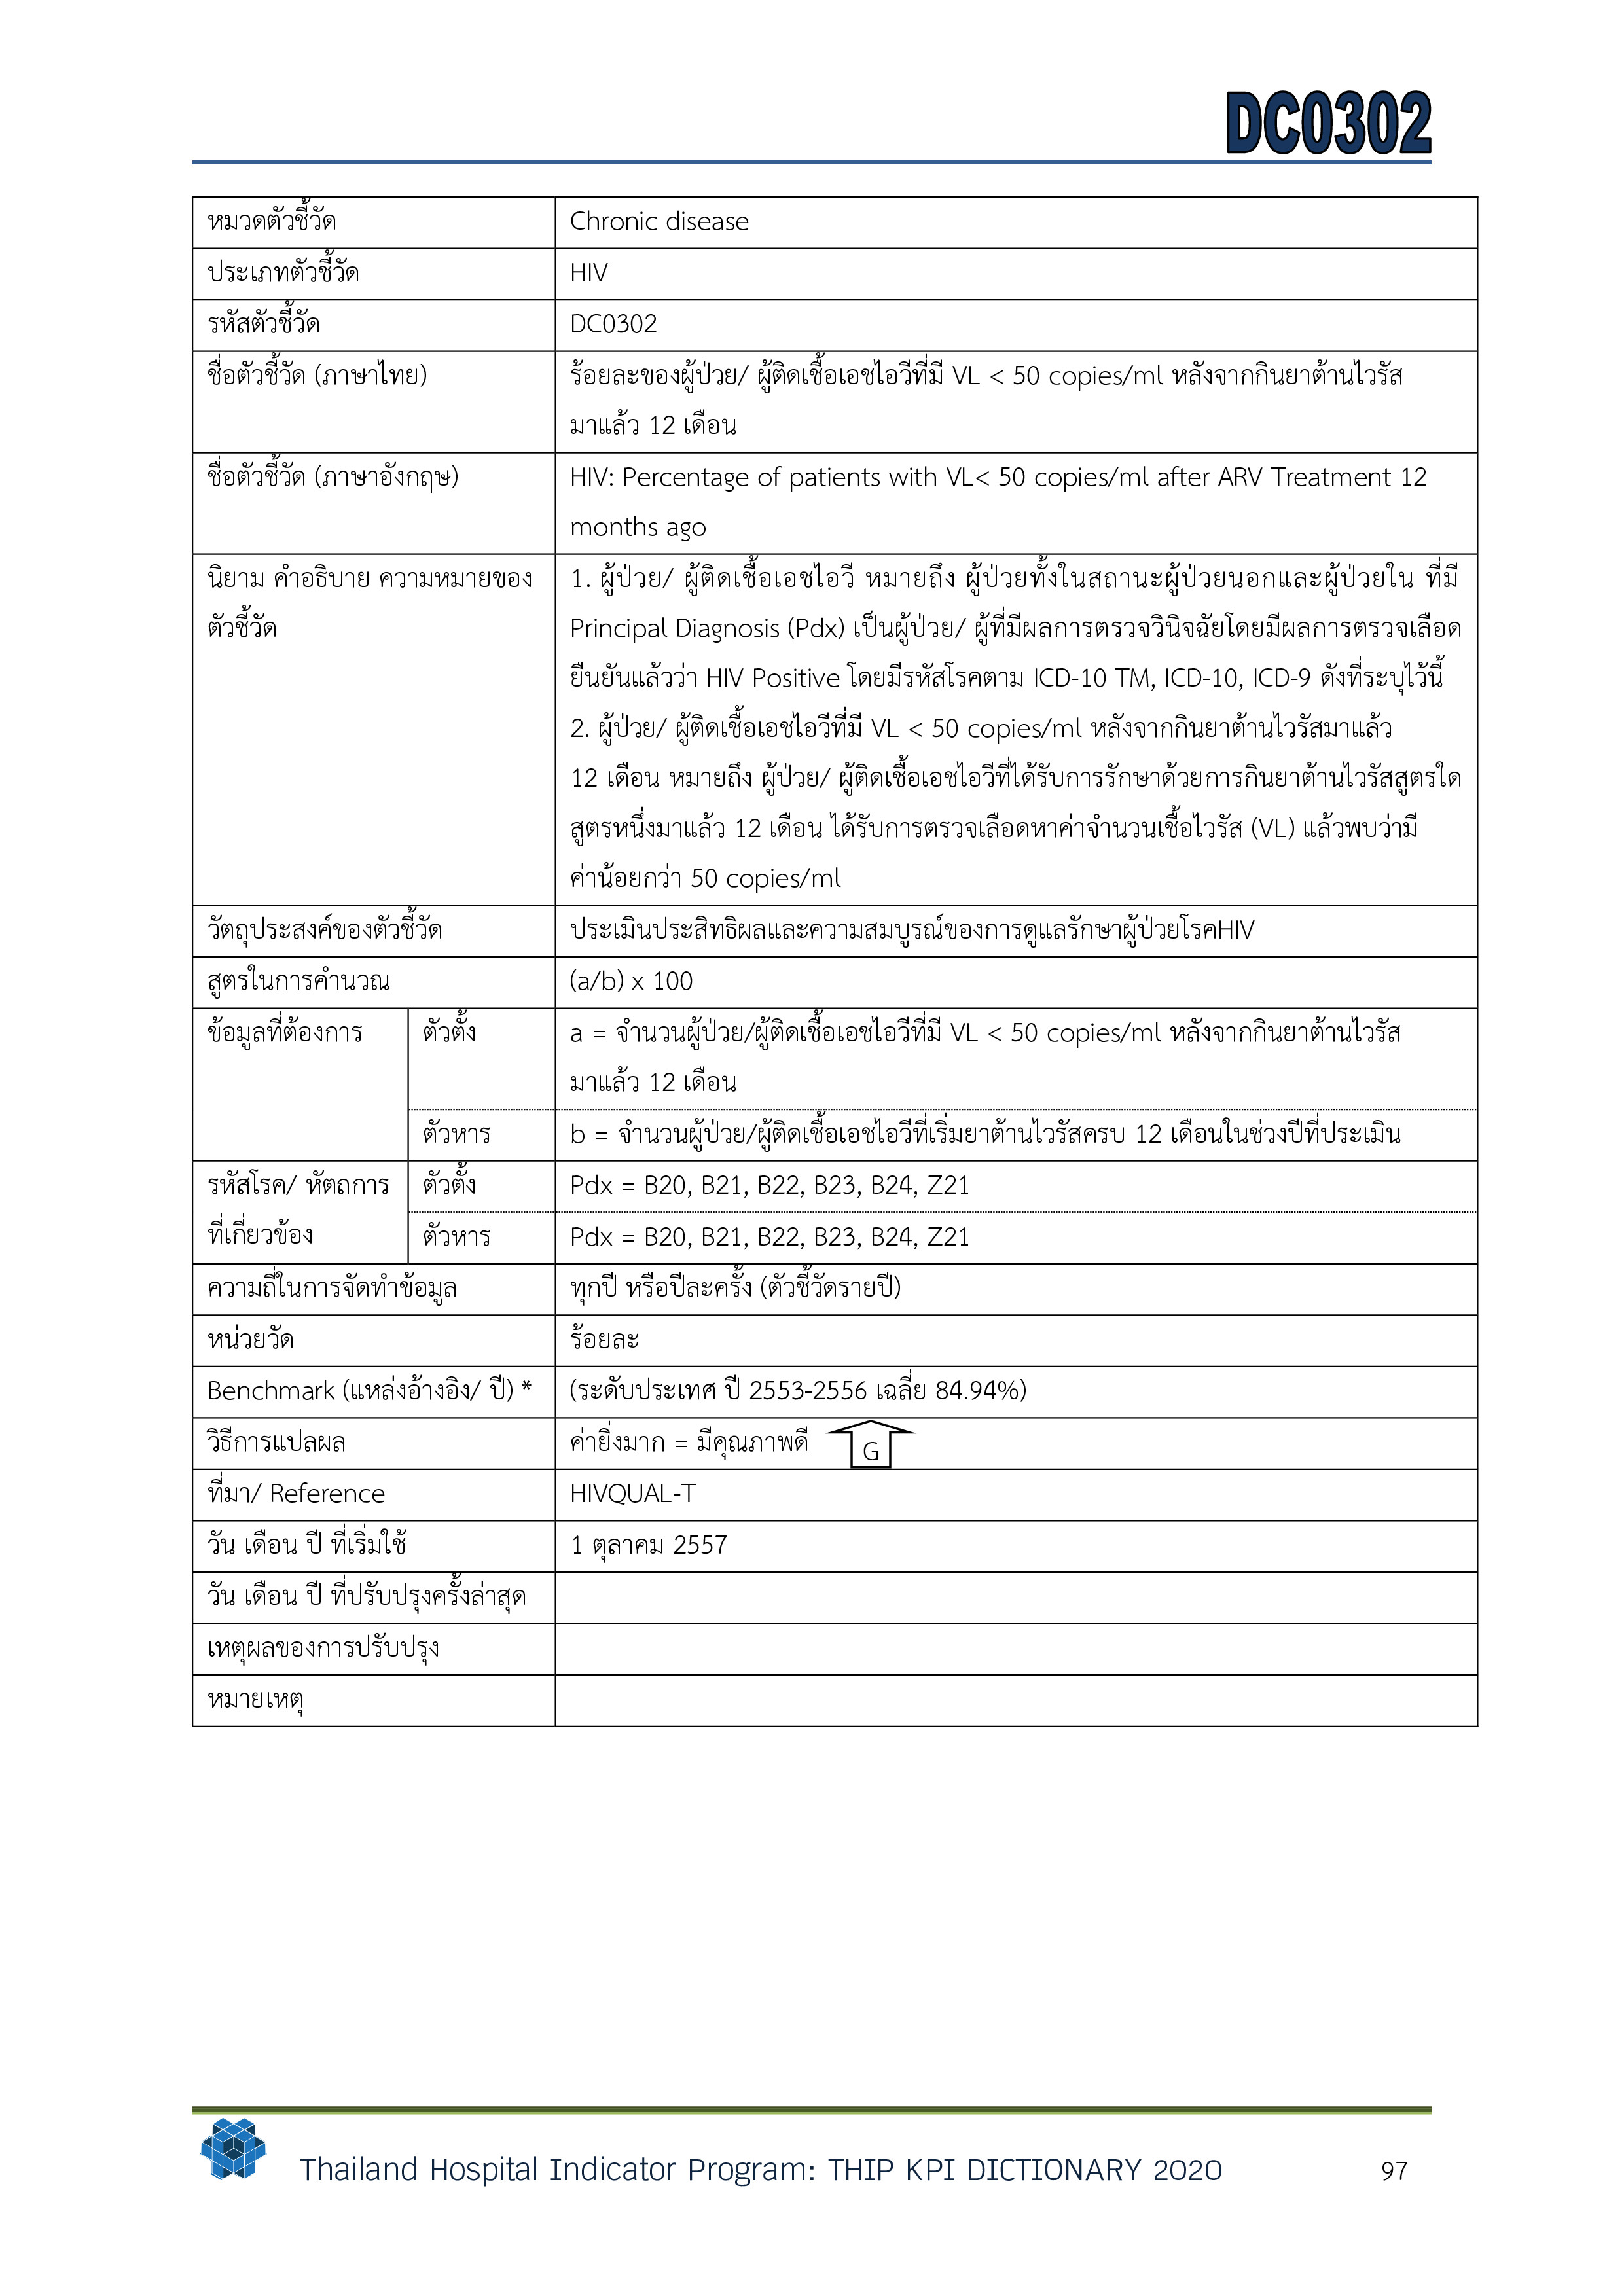 DC0302
หมวดตัวชี้วัด
Chronic disease
ประเภทตัวชี้วัด
HIV
รหัสตัวชี้วัด
DC0302
ชื่อตัวชี้วัด (ภาษาไทย)
ร้อยละของผู้ป่วย/ ผู้ติดเชื้อเอชไอวีที่มี VL < 50 copies/ml หลังจากกินยาต้านไวรัส
มาแล้ว 12 เดือน
ชื่อตัวชี้วัด (ภาษาอังกฤษ)
HIV: Percentage of patients with VL< 50 copies/ml after ARV Treatment 12
months ago
นิยาม คำอธิบาย ความหมายของ
ตัวชี้วัด
1. ผู้ป่วย/ ผู้ติดเชื้อเอชไอวี หมายถึง ผู้ป่วยทั้งในสถานะผู้ป่วยนอกและผู้ป่วยใน ที่มี
Principal Diagnosis (Pdx) เป็นผู้ป่วย/ ผู้ที่มีผลการตรวจวินิจฉัยโดยมีผลการตรวจเลือด
ยืนยันแล้วว่า HIV Positive โดยมีรหัสโรคตาม ICD-10 TM, ICD-10, ICD-9 ดังที่ระบุไว้นี้
2. ผู้ป่วย/ ผู้ติดเชื้อเอชไอวีที่มี VL < 50 copies/ml หลังจากกินยาต้านไวรัสมาแล้ว
12 เดือน หมายถึง ผู้ป่วย/ ผู้ติดเชื้อเอชไอวีที่ได้รับการรักษาด้วยการกินยาต้านไวรัสสูตรใด
สูตรหนึ่งมาแล้ว 12 เดือน ได้รับการตรวจเลือดหาค่าจำนวนเชื้อไวรัส (VL) แล้วพบว่ามี
ค่าน้อยกว่า 50 copies/ml
วัตถุประสงค์ของตัวชี้วัด
ประเมินประสิทธิผลและความสมบูรณ์ของการดูแลรักษาผู้ป่วยโรคHIV
สูตรในการคำนวณ
(a/b) x 100
ข้อมูลที่ต้องการ
ตัวตั้ง
a = จำนวนผู้ป่วย/ผู้ติดเชื้อเอชไอวีที่มี VL < 50 copies/ml หลังจากกินยาต้านไวรัส
มาแล้ว 12 เดือน
ตัวหาร
b = จำนวนผู้ป่วย/ผู้ติดเชื้อเอชไอวีที่เริ่มยาต้านไวรัสครบ 12 เดือนในช่วงปีที่ประเมิน
รหัสโรค/ หัตถการ
ที่เกี่ยวข้อง
ตัวตั้ง
Pdx = B20, B21, B22, B23, B24, Z21
ตัวหาร
Pdx = B20, B21, B22, B23, B24, Z21
ความถี่ในการจัดทำข้อมูล
ทุกปี หรือปีละครั้ง (ตัวชี้วัดรายปี)
หน่วยวัด
ร้อยละ
Benchmark (แหล่งอ้างอิง/ ปี) *
(ระดับประเทศ ปี 2553-2556 เฉลี่ย 84.94%)
วิธีการแปลผล
ค่ายิ่งมาก = มีคุณภาพดี G
ที่มา/ Reference
HIVQUAL-T
วัน เดือน ปี ที่เริ่มใช้
1 ตุลาคม 2557
วัน เดือน ปี ที่ปรับปรุงครั้งล่าสุด
เหตุผลของการปรับปรุง
หมายเหตุ
Thailand Hospital Indicator Program: THIP KPI DICTIONARY 2020 97